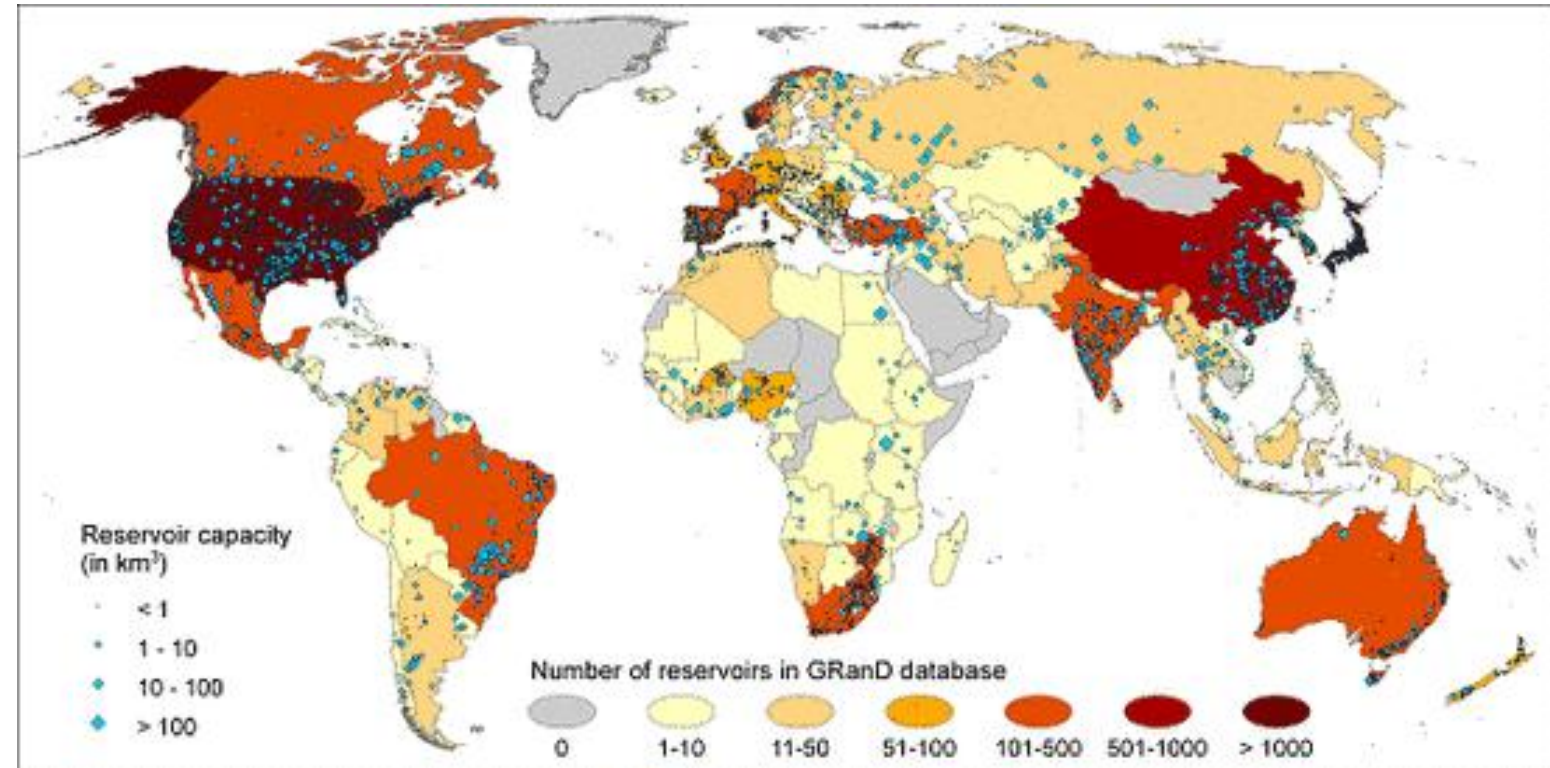 Reservoir capacity
(in km³)
< 1
1 - 10
10 - 100
> 100
Number of reservoirs in GRanD database
0 1-10 11-50 51-100 101-500 501-1000 > 1000